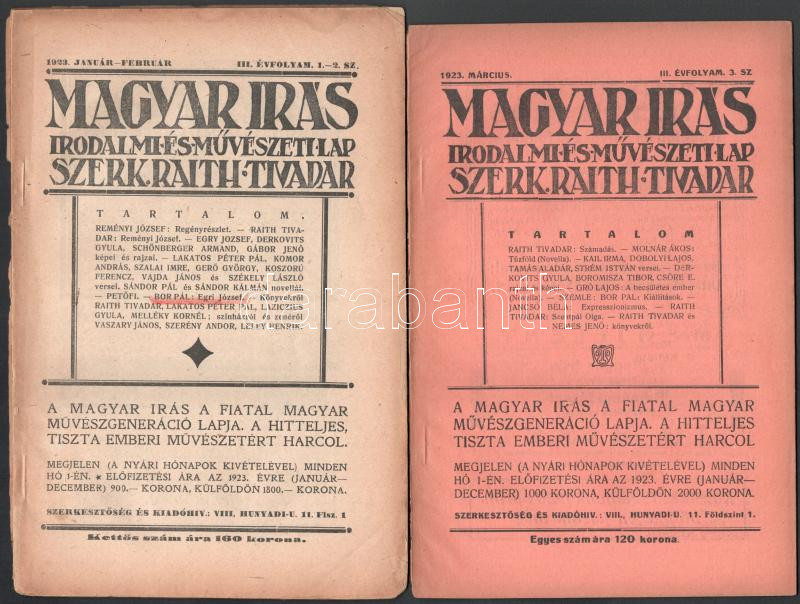 1923. JANUÁR—FEBRUÁR III. ÉVFOLYAM. 1.—2. SZ.
MAGYAR IRÁS
IRODALMI·ÉS·MŰVÉSZETI·LAP
SZERK.RAITH·TIVADAR
TARTALOM.
REMÉNYI JÓZSEF: Regényrészlet. — RAITH TIVA-
DAR: Reményi József. — EGRY JOZSEF, DERKOVITS
GYULA, SCHÖNBERGER ARMAND, GÁBOR JENŐ
képei és rajzai. — LAKATOS PÉTER PÁL, KOMOR
ANDRÁS, SZALAI IMRE, GERŐ GYÖRGY, KOSZORÚ
FERENCZ, VAJDA JÁNOS és SZÉKELY LÁSZLÓ
versei. SÁNDOR PÁL és SÁNDOR KÁLMÁN novellái.
— PETŐFI. — BOR PÁL: Egri József. — Könyvekről
RAITH TIVADAR, LAKATOS PÉTER PÁL, LAZICZIUS
GYULA, MELLÉKY KORNÉL; színházról és zenéről
VASZARY JÁNOS, SZERÉNY ANDOR, LELEY HENRIK.
A MAGYAR IRÁS A FIATAL MAGYAR
MŰVÉSZGENERÁCIÓ LAPJA. A HITTELJES,
TISZTA EMBERI MŰVÉSZETÉRT HARCOL.
MEGJELEN (A NYÁRI HÓNAPOK KIVÉTELÉVEL) MINDEN
HÓ 1-ÉN. * ELŐFIZETÉSI ÁRA AZ 1923. ÉVRE (JANUÁR—
DECEMBER) 900.— KORONA, KÜLFÖLDÖN 1800.— KORONA.
SZERKESZTŐSÉG ÉS KIADÓHIV.: VIII, HUNYADI-U. 11. Flsz. 1
Kettős szám ára 160 korona.
1923. MÁRCIUS. III. ÉVFOLYAM. 3. SZ
MAGYAR IRÁS
IRODALMI·ÉS·MŰVÉSZETI·LAP
SZERK.RAITH·TIVADAR
TARTALOM
RAITH TIVADAR: Számadás. — MOLNÁR ÁKOS:
Tűzföld (Novella). — KAIL IRMA, DOBOLYI LAJOS,
TAMÁS ALADÁR, STRÉM ISTVÁN versei. — DER-
KOVITS GYULA, BOROMISZA TIBOR, CSŐRE E.
képei. — GRÓ LAJOS: A becsületes ember
(Novella). — SZEMLE: BOR PÁL: Kiállítások. —
JANCSÓ BÉLA: Expresszionizmus. — RAITH
TIVADAR: Szentpál Olga. — RAITH TIVADAR és
NEMES JENŐ: könyvekről.
A MAGYAR IRÁS A FIATAL MAGYAR
MŰVÉSZGENERÁCIÓ LAPJA. A HITTELJES,
TISZTA EMBERI MŰVÉSZETÉRT HARCOL
MEGJELEN (A NYÁRI HÓNAPOK KIVÉTELÉVEL) MINDEN
HÓ 1-ÉN. ELŐFIZETÉSI ÁRA AZ 1923. ÉVRE (JANUÁR—
DECEMBER) 1000 KORONA, KÜLFÖLDÖN 2000 KORONA.
SZERKESZTŐSÉG ÉS KIADÓHIV.: VIII., HUNYADI-U. 11. Földszint 1.
Egyes szám ára 120 korona.
darabanth